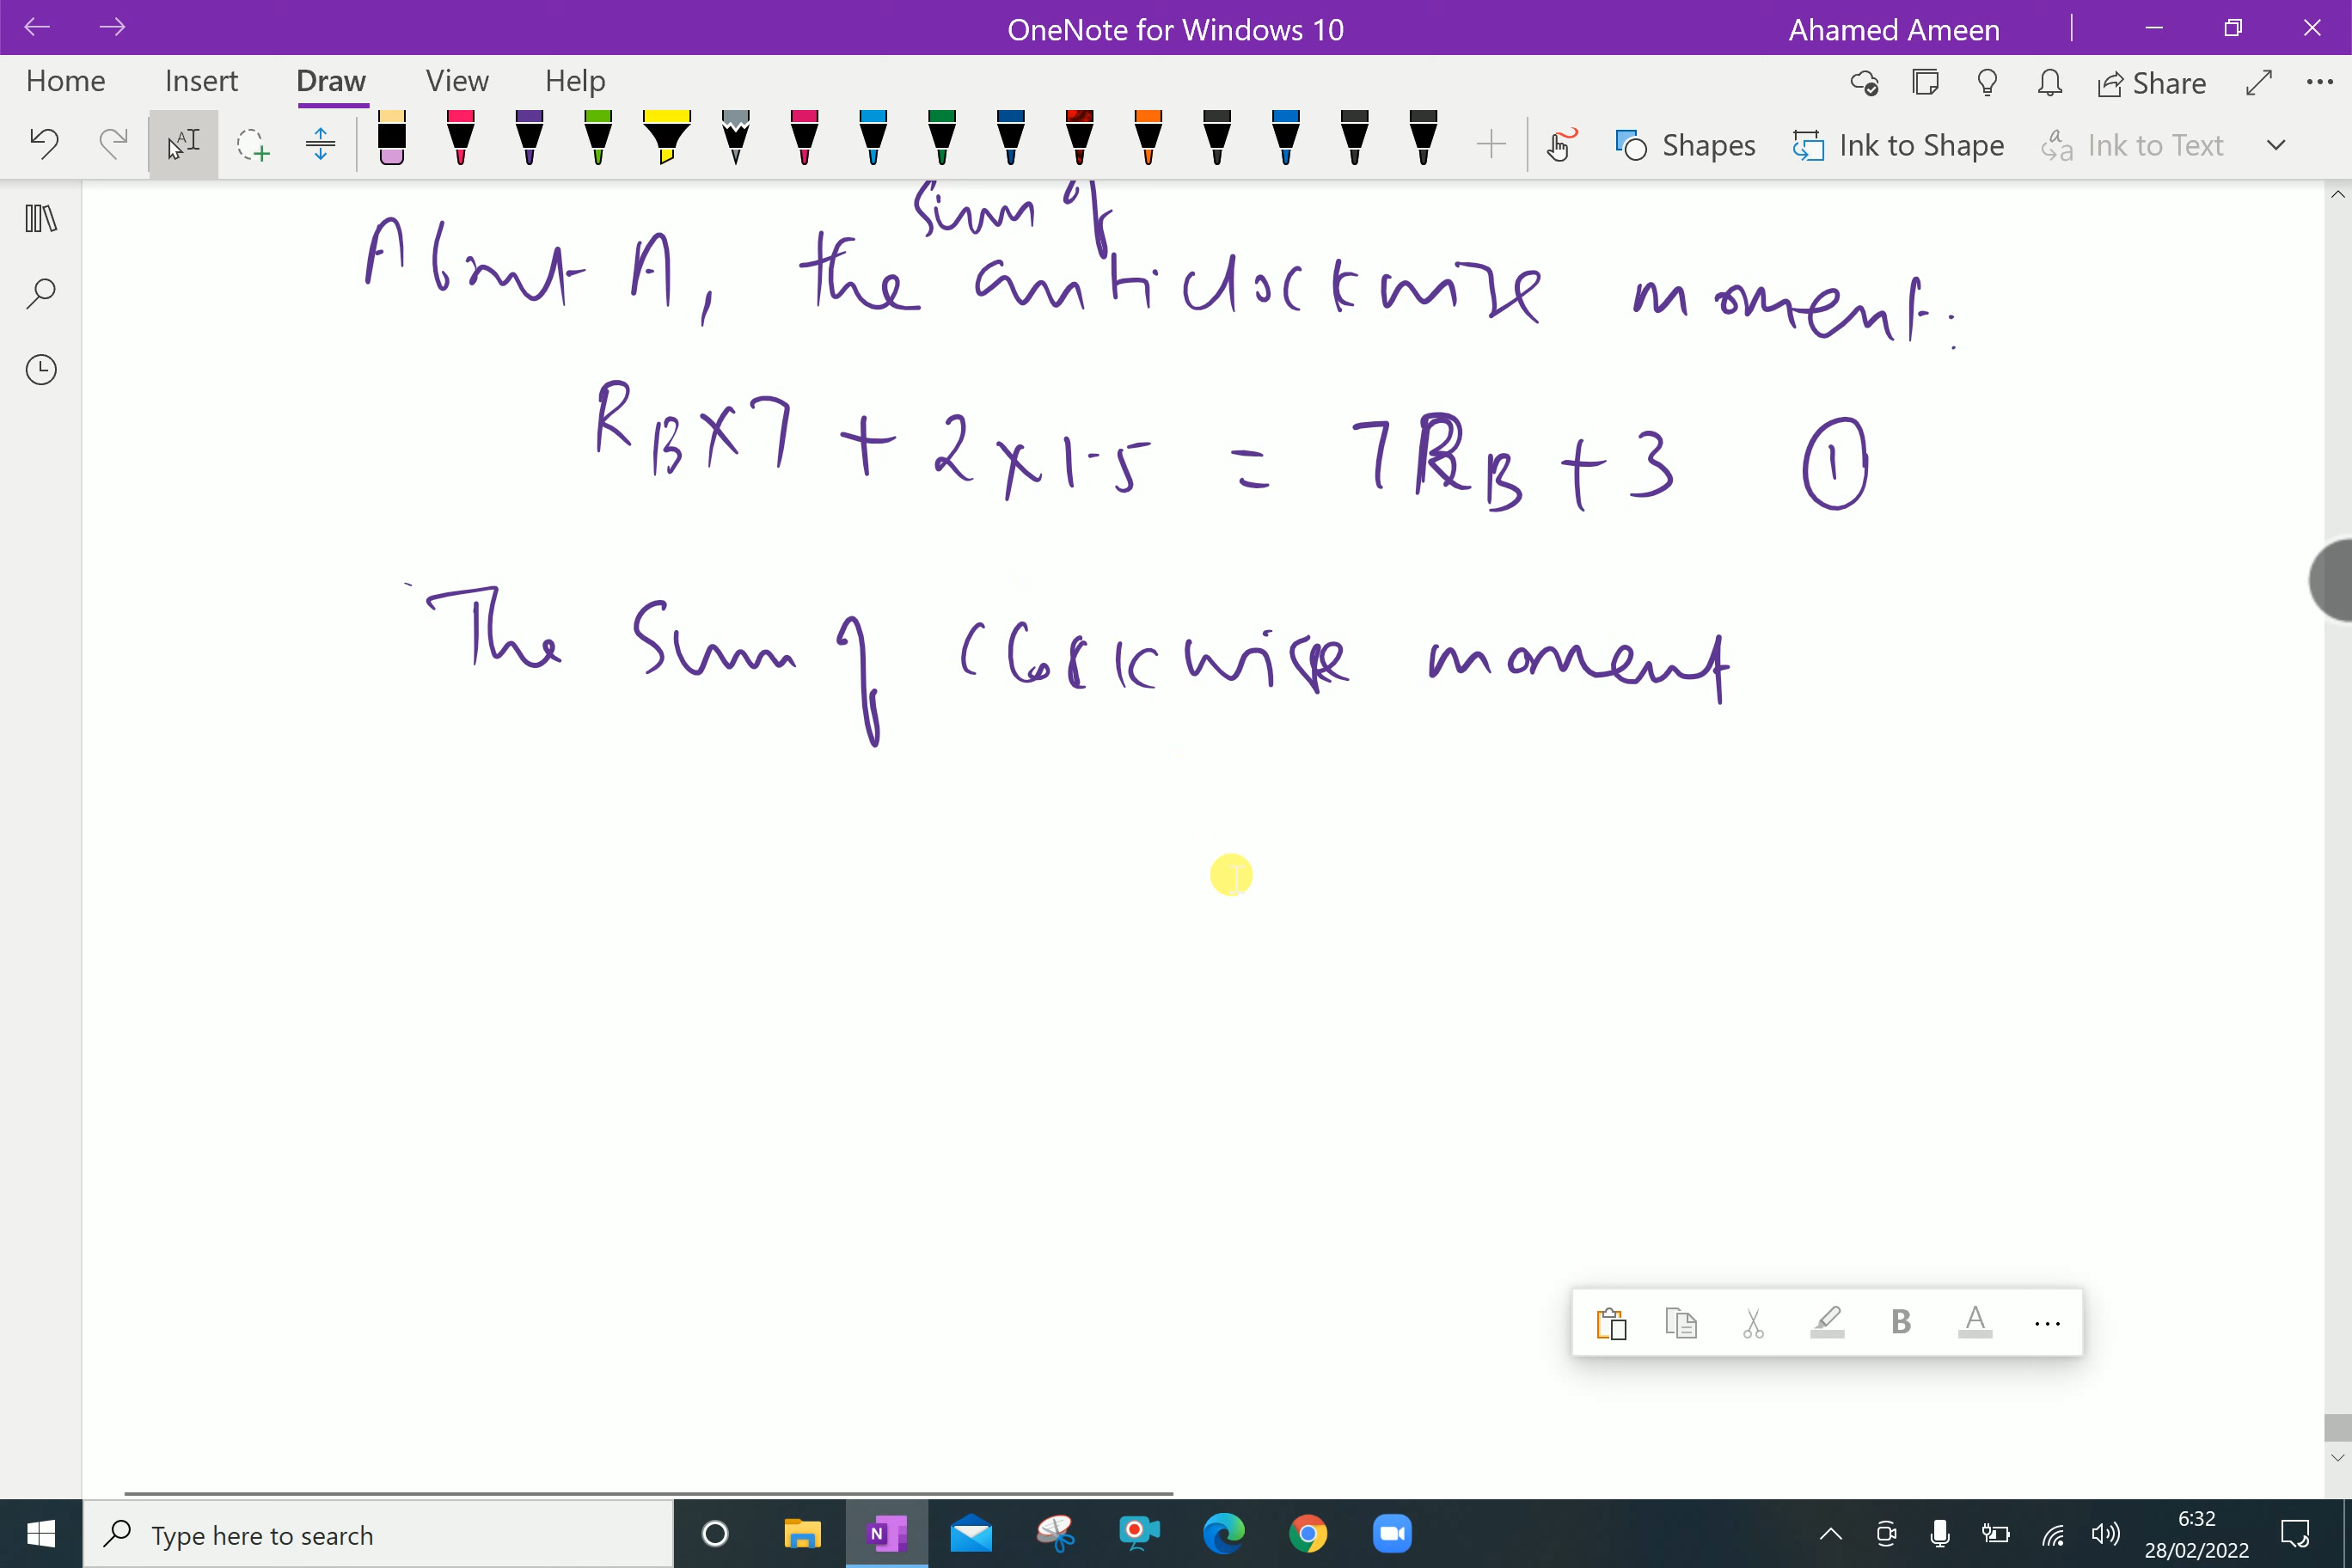 OneNote for Windows 10
Ahamed Ameen
Home Insert Draw View Help
Share
Shapes Ink to Shape Ink to Text
sum of
About A, the anticlockwise moment:
RB×7 + 2×1.5 = 7RB + 3 ①
The Sum of clockwise moment
B A ...
Type here to search
N
6:32
28/02/2022